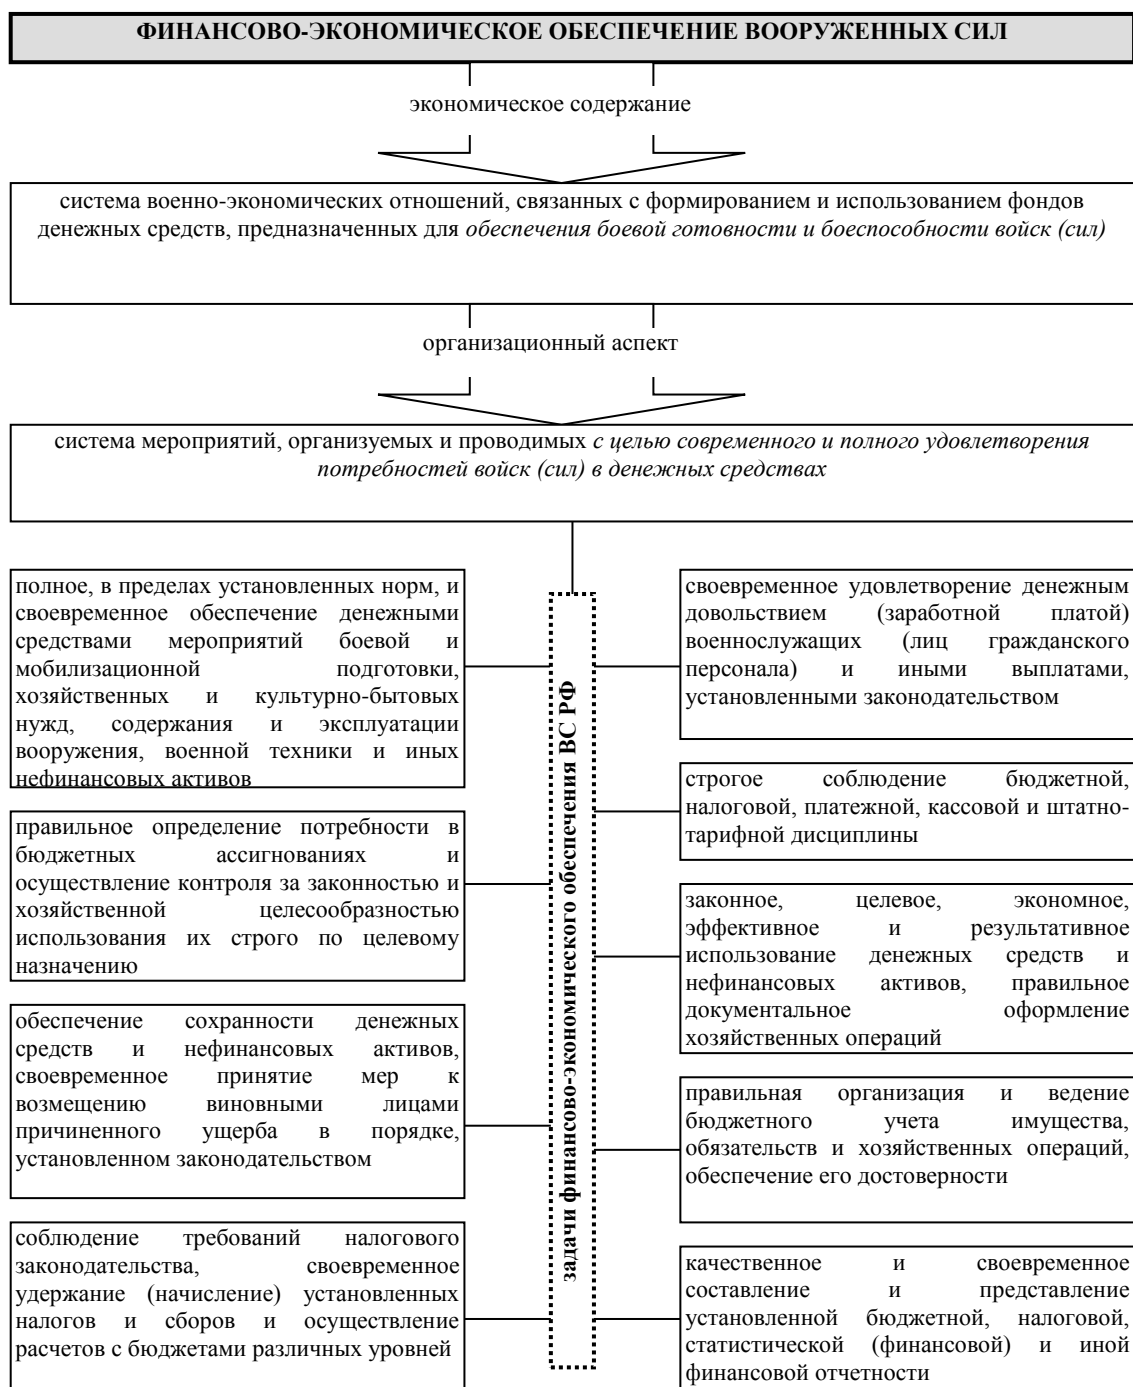 ФИНАНСОВО-ЭКОНОМИЧЕСКОЕ ОБЕСПЕЧЕНИЕ ВООРУЖЕННЫХ СИЛ
экономическое содержание
система военно-экономических отношений, связанных с формированием и использованием фондов
денежных средств, предназначенных для обеспечения боевой готовности и боеспособности войск (сил)
организационный аспект
система мероприятий, организуемых и проводимых с целью современного и полного удовлетворения
потребностей войск (сил) в денежных средствах
полное, в пределах установленных норм, и
своевременное обеспечение денежными
средствами мероприятий боевой и
мобилизационной подготовки,
хозяйственных и культурно-бытовых
нужд, содержания и эксплуатации
вооружения, военной техники и иных
нефинансовых активов
правильное определение потребности в
бюджетных ассигнованиях и
осуществление контроля за законностью и
хозяйственной целесообразностью
использования их строго по целевому
назначению
обеспечение сохранности денежных
средств и нефинансовых активов,
своевременное принятие мер к
возмещению виновными лицами
причиненного ущерба в порядке,
установленном законодательством
соблюдение требований налогового
законодательства, своевременное
удержание (начисление) установленных
налогов и сборов и осуществление
расчетов с бюджетами различных уровней
задачи финансово-экономического обеспечения ВС РФ
своевременное удовлетворение денежным
довольствием (заработной платой)
военнослужащих (лиц гражданского
персонала) и иными выплатами,
установленными законодательством
строгое соблюдение бюджетной,
налоговой, платежной, кассовой и штатно-
тарифной дисциплины
законное, целевое, экономное,
эффективное и результативное
использование денежных средств и
нефинансовых активов, правильное
документальное оформление
хозяйственных операций
правильная организация и ведение
бюджетного учета имущества,
обязательств и хозяйственных операций,
обеспечение его достоверности
качественное и своевременное
составление и представление
установленной бюджетной, налоговой,
статистической (финансовой) и иной
финансовой отчетности